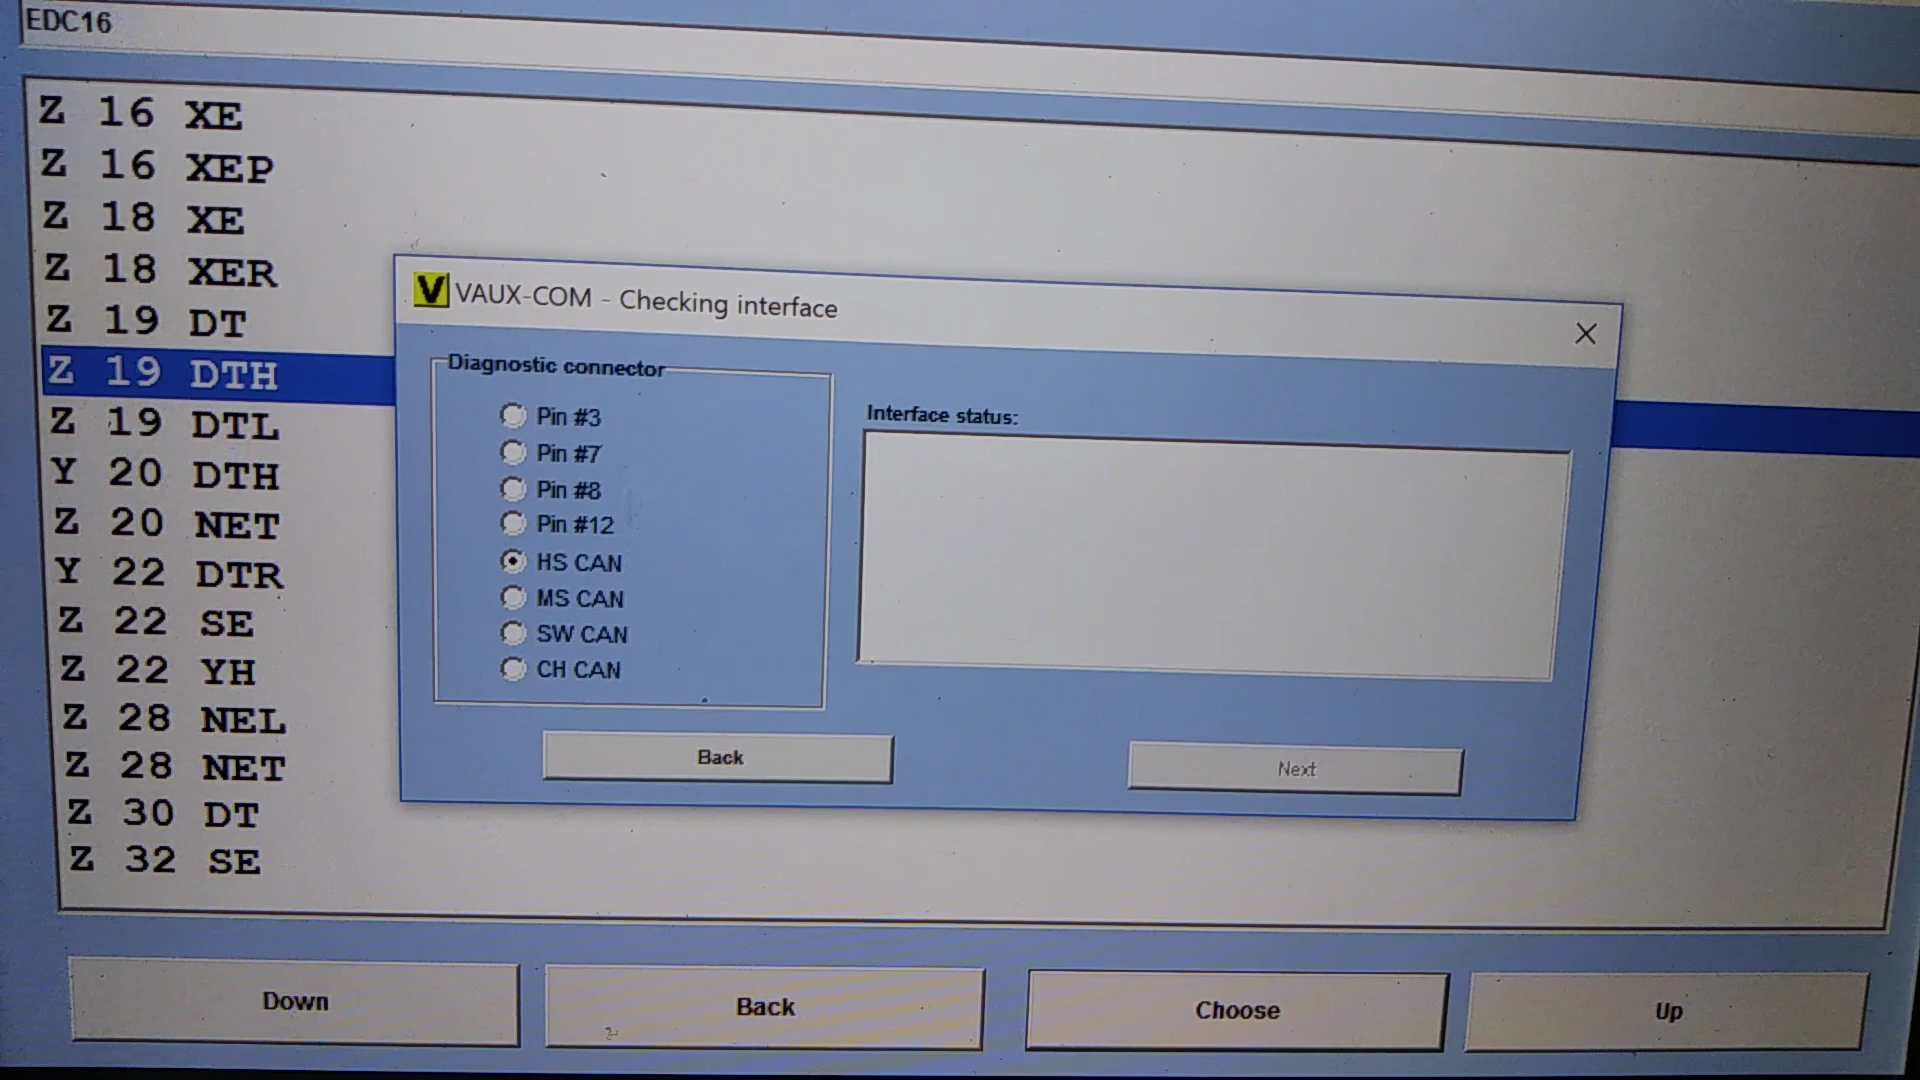 EDC16
Z 16 XE
Z 16 XEP
Z 18 XE
Z 18 XER
Z 19 DT
Z 19 DTH
Z 19 DTL
Y 20 DTH
Z 20 NET
Y 22 DTR
Z 22 SE
Z 22 YH
Z 28 NEL
Z 28 NET
Z 30 DT
Z 32 SE
V VAUX-COM - Checking interface
Diagnostic connector
Pin #3
Pin #7
Pin #8
Pin #12
HS CAN
MS CAN
SW CAN
CH CAN
Interface status:
Back
Next
Down
Back
Choose
Up